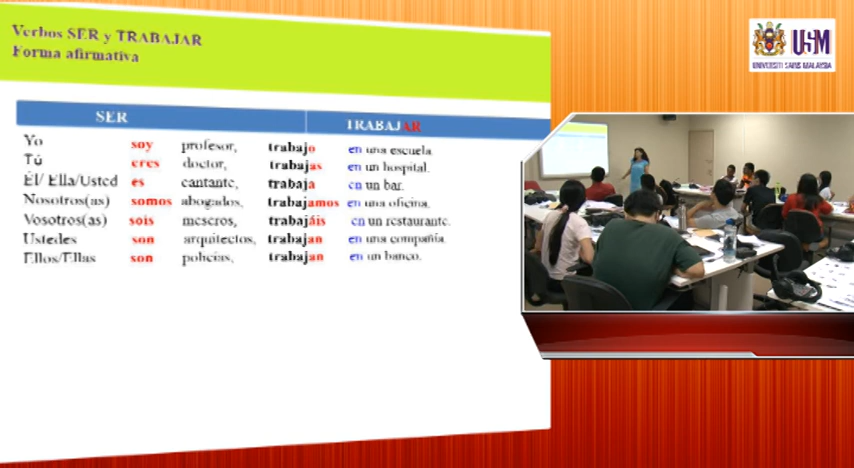 Verbos SER y TRABAJAR
Forma afirmativa
SER TRABAJAR
Yo soy profesor, trabajo en una escuela.
Tú eres doctor, trabajas en un hospital.
Él/ Ella/Usted es cantante, trabaja en un bar.
Nosotros(as) somos abogados, trabajamos en una oficina.
Vosotros(as) sois meseros, trabajáis en un restaurante.
Ustedes son arquitectos, trabajan en una compañía.
Ellos/Ellas son policías, trabajan en un banco.
USM
UNIVERSITI SAINS MALAYSIA